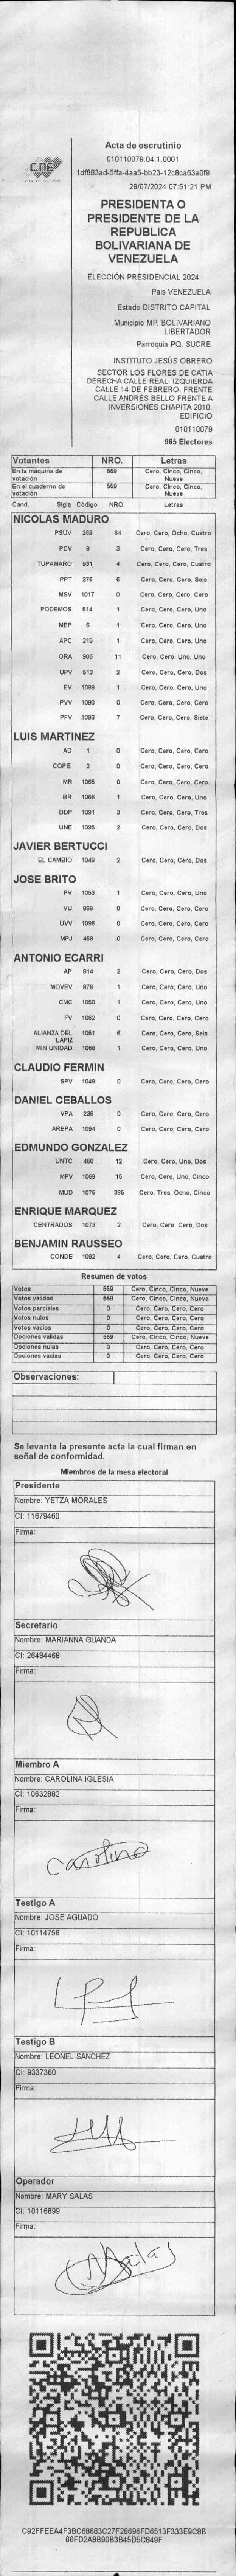 Acta de escrutinio
010110079.04.1.0001
1df883ad-5ffa-4aa5-bb23-12c8ca63a0f9
28/07/2024 07:51:21 PM
CNE
PRESIDENTA O
PRESIDENTE DE LA
REPUBLICA
BOLIVARIANA DE
VENEZUELA
ELECCIÓN PRESIDENCIAL 2024
Pais VENEZUELA
Estado DISTRITO CAPITAL
Municipio MP. BOLIVARIANO
LIBERTADOR
Parroquia PQ. SUCRE
INSTITUTO JESÚS OBRERO
SECTOR LOS FLORES DE CATIA
DERECHA CALLE REAL. IZQUIERDA
CALLE 14 DE FEBRERO. FRENTE
CALLE ANDRÉS BELLO FRENTE A
INVERSIONES CHAPITA 2010.
EDIFICIO
010110079
965 Electores
Votantes NRO. Letras
En la máquina de votación 559 Cero, Cinco, Cinco, Nueve
En el cuaderno de votación 559 Cero, Cinco, Cinco, Nueve
Cand. Sigla Código NRO. Letras
NICOLAS MADURO
PSUV 269 84 Cero, Cero, Ocho, Cuatro
PCV 9 3 Cero, Cero, Cero, Tres
TUPAMARO 931 4 Cero, Cero, Cero, Cuatro
PPT 276 6 Cero, Cero, Cero, Seis
MSV 1017 0 Cero, Cero, Cero, Cero
PODEMOS 514 1 Cero, Cero, Cero, Uno
MEP 6 1 Cero, Cero, Cero, Uno
APC 219 1 Cero, Cero, Cero, Uno
ORA 906 11 Cero, Cero, Uno, Uno
UPV 513 2 Cero, Cero, Cero, Dos
EV 1099 1 Cero, Cero, Cero, Uno
PVV 1090 0 Cero, Cero, Cero, Cero
PFV 1093 7 Cero, Cero, Cero, Siete
LUIS MARTINEZ
AD 1 0 Cero, Cero, Cero, Cero
COPEI 2 0 Cero, Cero, Cero, Cero
MR 1065 0 Cero, Cero, Cero, Cero
BR 1066 1 Cero, Cero, Cero, Uno
DDP 1091 3 Cero, Cero, Cero, Tres
UNE 1095 2 Cero, Cero, Cero, Dos
JAVIER BERTUCCI
EL CAMBIO 1048 2 Cero, Cero, Cero, Dos
JOSE BRITO
PV 1053 1 Cero, Cero, Cero, Uno
VU 969 0 Cero, Cero, Cero, Cero
UVV 1096 0 Cero, Cero, Cero, Cero
MPJ 458 0 Cero, Cero, Cero, Cero
ANTONIO ECARRI
AP 914 2 Cero, Cero, Cero, Dos
MOVEV 978 1 Cero, Cero, Cero, Uno
CMC 1050 1 Cero, Cero, Cero, Uno
FV 1062 0 Cero, Cero, Cero, Cero
ALIANZA DEL LAPIZ 1051 6 Cero, Cero, Cero, Seis
MIN UNIDAD 1068 1 Cero, Cero, Cero, Uno
CLAUDIO FERMIN
SPV 1049 0 Cero, Cero, Cero, Cero
DANIEL CEBALLOS
VPA 236 0 Cero, Cero, Cero, Cero
AREPA 1094 0 Cero, Cero, Cero, Cero
EDMUNDO GONZALEZ
UNTC 460 12 Cero, Cero, Uno, Dos
MPV 1069 15 Cero, Cero, Uno, Cinco
MUD 1076 385 Cero, Tres, Ocho, Cinco
ENRIQUE MARQUEZ
CENTRADOS 1073 2 Cero, Cero, Cero, Dos
BENJAMIN RAUSSEO
CONDE 1092 4 Cero, Cero, Cero, Cuatro
Resumen de votos
Votos 559 Cero, Cinco, Cinco, Nueve
Votos validos 559 Cero, Cinco, Cinco, Nueve
Votos parciales 0 Cero, Cero, Cero, Cero
Votos nulos 0 Cero, Cero, Cero, Cero
Votos vacios 0 Cero, Cero, Cero, Cero
Opciones validas 559 Cero, Cinco, Cinco, Nueve
Opciones nulas 0 Cero, Cero, Cero, Cero
Opciones vacias 0 Cero, Cero, Cero, Cero
Observaciones:
Se levanta la presente acta la cual firman en
señal de conformidad.
Miembros de la mesa electoral
Presidente
Nombre: YETZA MORALES
CI: 11679460
Firma:
Secretario
Nombre: MARIANNA GUANDA
CI: 26484468
Firma:
Miembro A
Nombre: CAROLINA IGLESIA
CI: 10632882
Firma:
Carolina
Testigo A
Nombre: JOSE AGUADO
CI: 10114756
Firma:
Testigo B
Nombre: LEONEL SANCHEZ
CI: 9337360
Firma:
Operador
Nombre: MARY SALAS
CI: 10116899
Firma:
C92FFEEA4F3BC68683C27F28696FD6513F333E9C8B
66FD2A8B90B3B45D5C849F